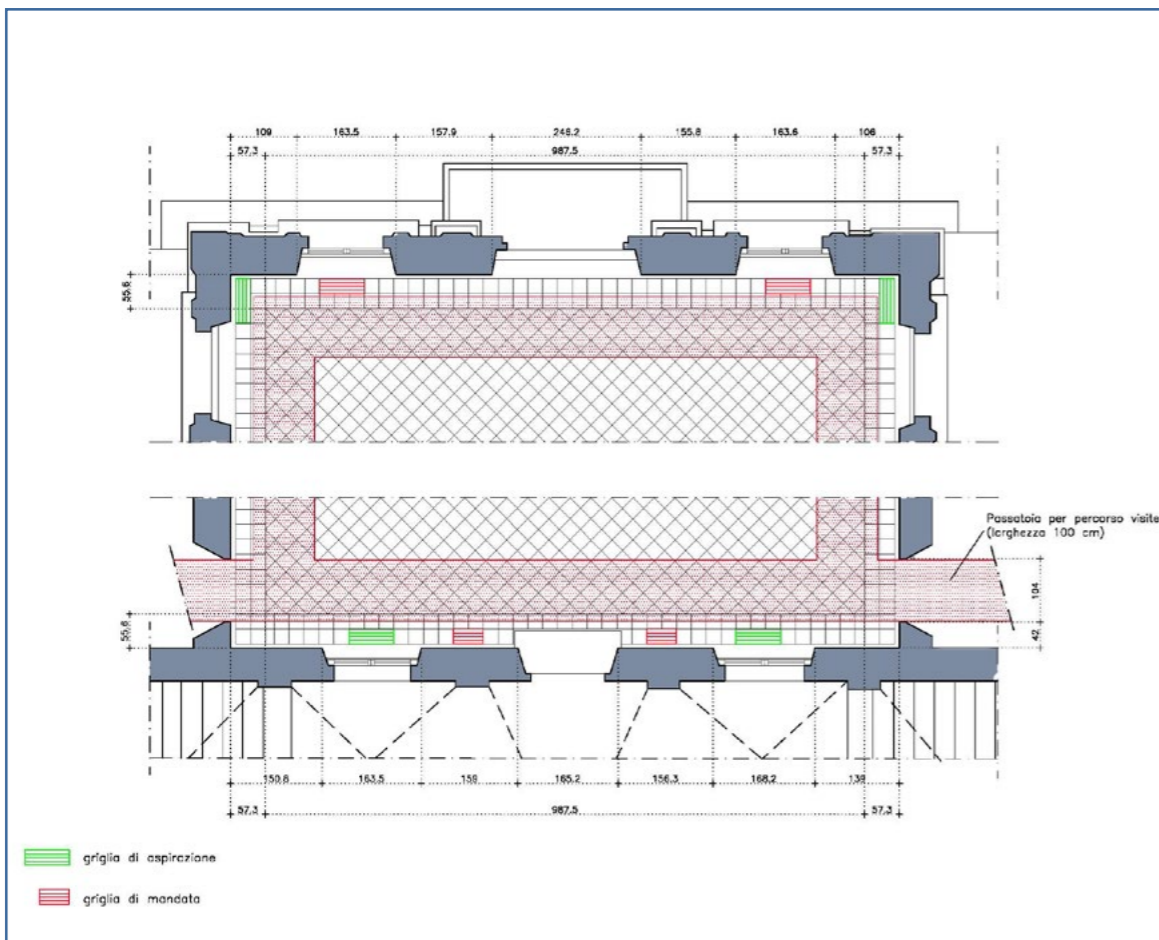 109 163.5 157.9 248.2 155.8 163.6 106
57.3 987.5 57.3
55.6
Passatoia per percorso visite
(larghezza 100 cm)
104
55.6
42
150.8 163.5 159 165.2 156.3 168.2 139
57.3 987.5 57.3
griglia di aspirazione
griglia di mandata